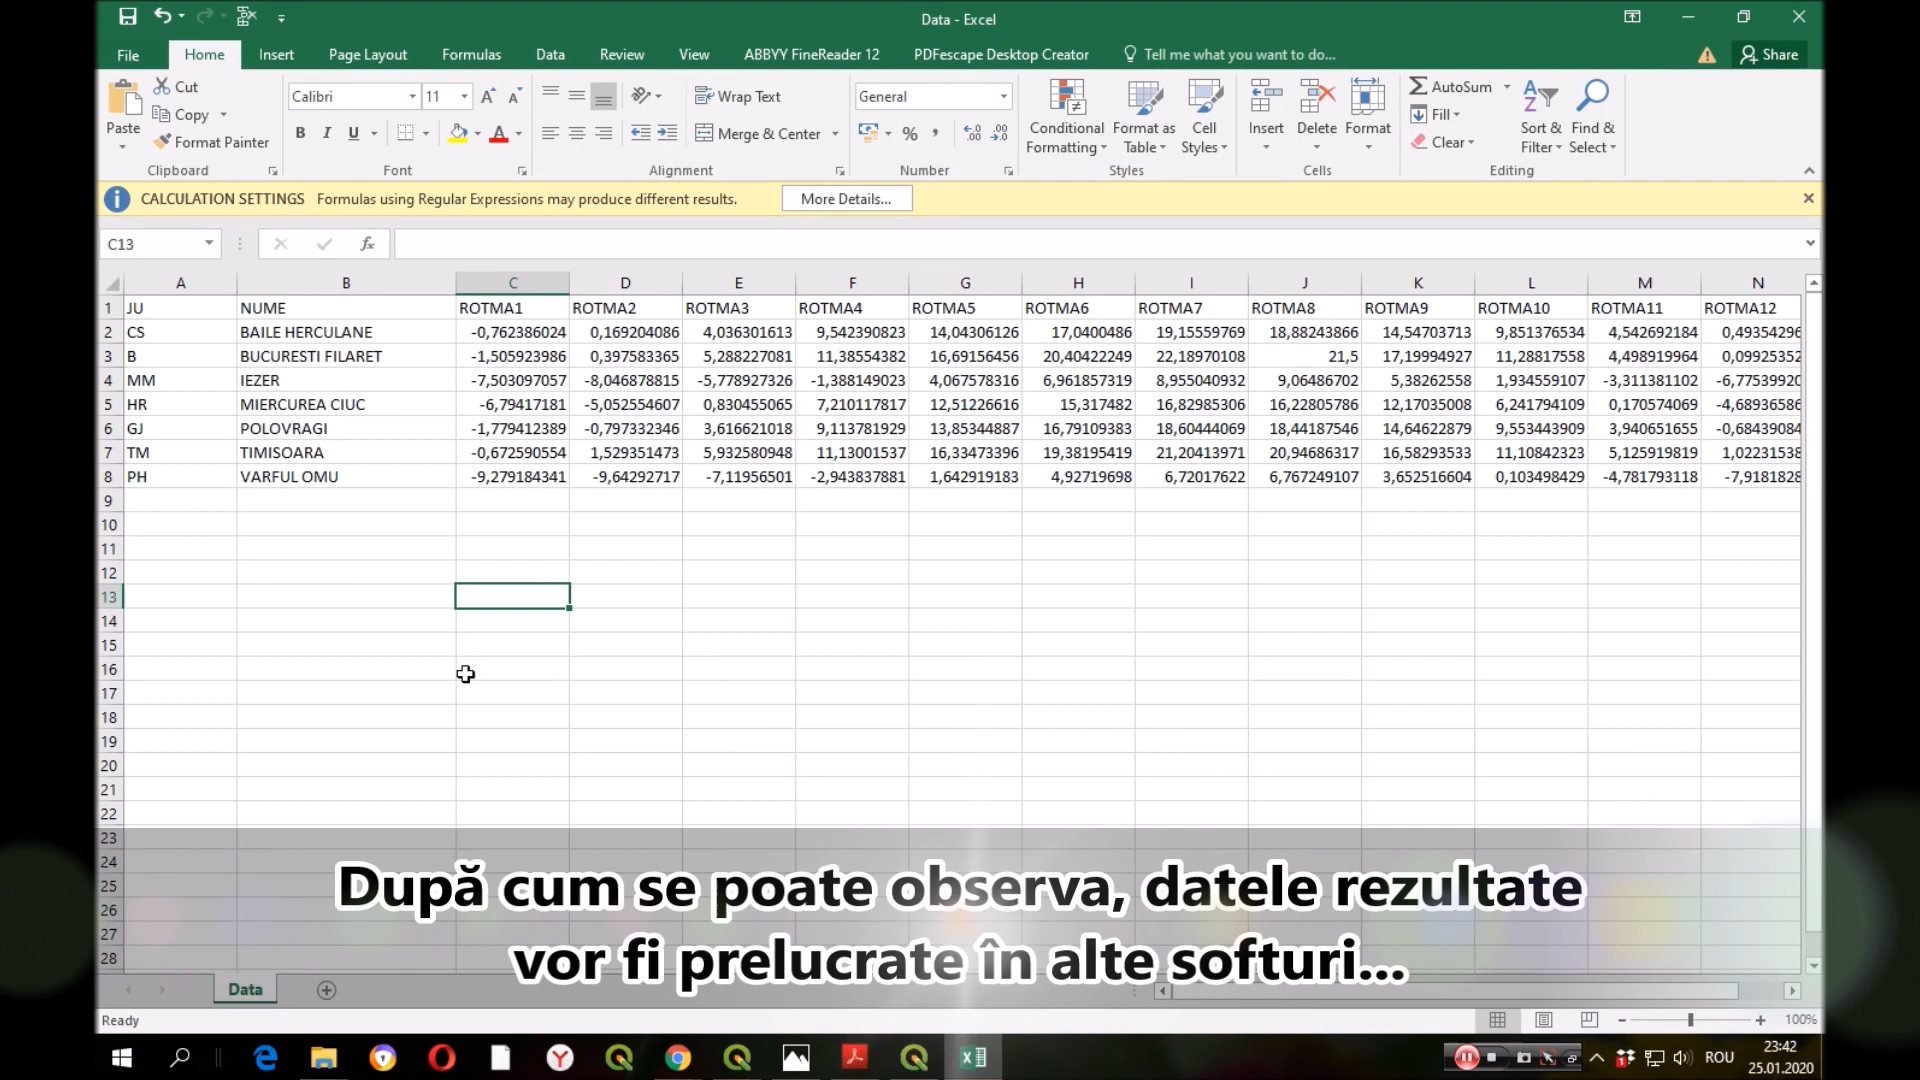 Data - Excel
File Home Insert Page Layout Formulas Data Review View ABBYY FineReader 12 PDFescape Desktop Creator Tell me what you want to do... Share
Paste
Cut
Copy
Format Painter
Calibri 11
B I U
Wrap Text
Merge & Center
General
%
Conditional Formatting
Format as Table
Cell Styles
Insert
Delete
Format
AutoSum
Fill
Clear
Sort & Filter
Find & Select
Clipboard Font Alignment Number Styles Cells Editing
CALCULATION SETTINGS Formulas using Regular Expressions may produce different results. More Details...
C13 fx
A B C D E F G H I J K L M N
1 JU NUME ROTMA1 ROTMA2 ROTMA3 ROTMA4 ROTMA5 ROTMA6 ROTMA7 ROTMA8 ROTMA9 ROTMA10 ROTMA11 ROTMA12
2 CS BAILE HERCULANE -0,762386024 0,169204086 4,036301613 9,542390823 14,04306126 17,0400486 19,15559769 18,88243866 14,54703713 9,851376534 4,542692184 0,49354296
3 B BUCURESTI FILARET -1,505923986 0,397583365 5,288227081 11,38554382 16,69156456 20,40422249 22,18970108 21,5 17,19994927 11,28817558 4,498919964 0,09925352
4 MM IEZER -7,503097057 -8,046878815 -5,778927326 -1,388149023 4,067578316 6,961857319 8,955040932 9,06486702 5,38262558 1,934559107 -3,311381102 -6,77539920
5 HR MIERCUREA CIUC -6,79417181 -5,052554607 0,830455065 7,210117817 12,51226616 15,317482 16,82985306 16,22805786 12,17035008 6,241794109 0,170574069 -4,68936586
6 GJ POLOVRAGI -1,779412389 -0,797332346 3,616621018 9,113781929 13,85344887 16,79109383 18,60444069 18,44187546 14,64622879 9,553443909 3,940651655 -0,68439084
7 TM TIMISOARA -0,672590554 1,529351473 5,932580948 11,13001537 16,33473396 19,38195419 21,20413971 20,94686317 16,58293533 11,10842323 5,125919819 1,02231538
8 PH VARFUL OMU -9,279184341 -9,64292717 -7,11956501 -2,943837881 1,642919183 4,92719698 6,72017622 6,767249107 3,652516604 0,103498429 -4,781793118 -7,9181828
9
10
11
12
13
14
15
16
17
18
19
20
21
22
23
24
25
26
27
28
După cum se poate observa, datele rezultate
vor fi prelucrate în alte softuri...
Data
Ready 100%
ROU 23:42
25.01.2020